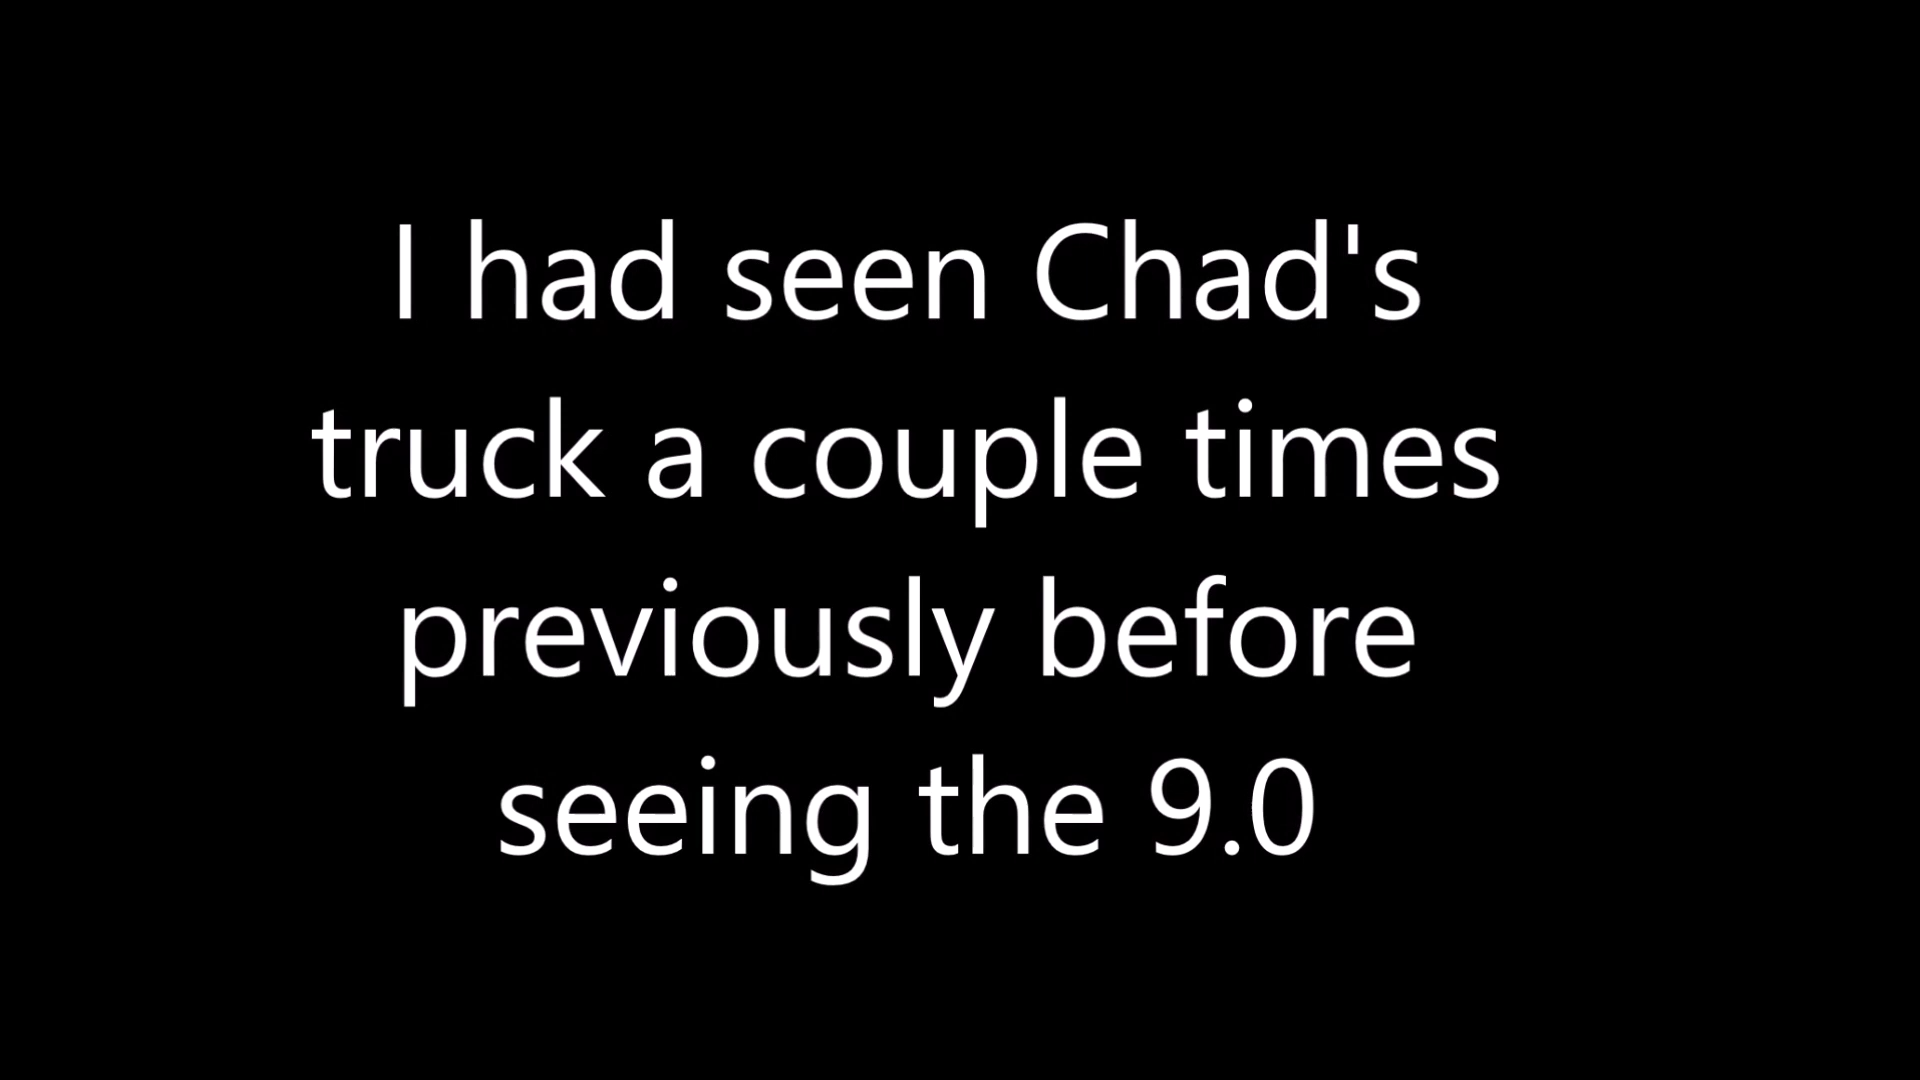 I had seen Chad's
truck a couple times
previously before
seeing the 9.0